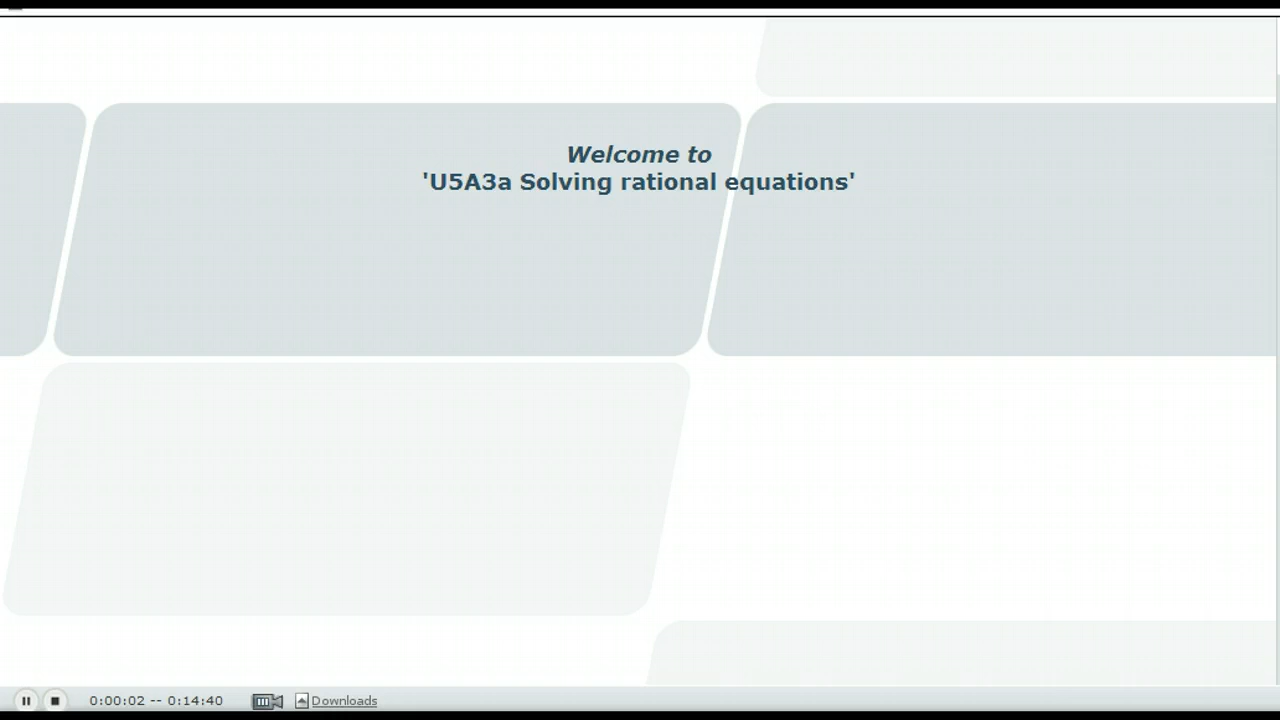 Welcome to
'U5A3a Solving rational equations'
0:00:02 -- 0:14:40 Downloads